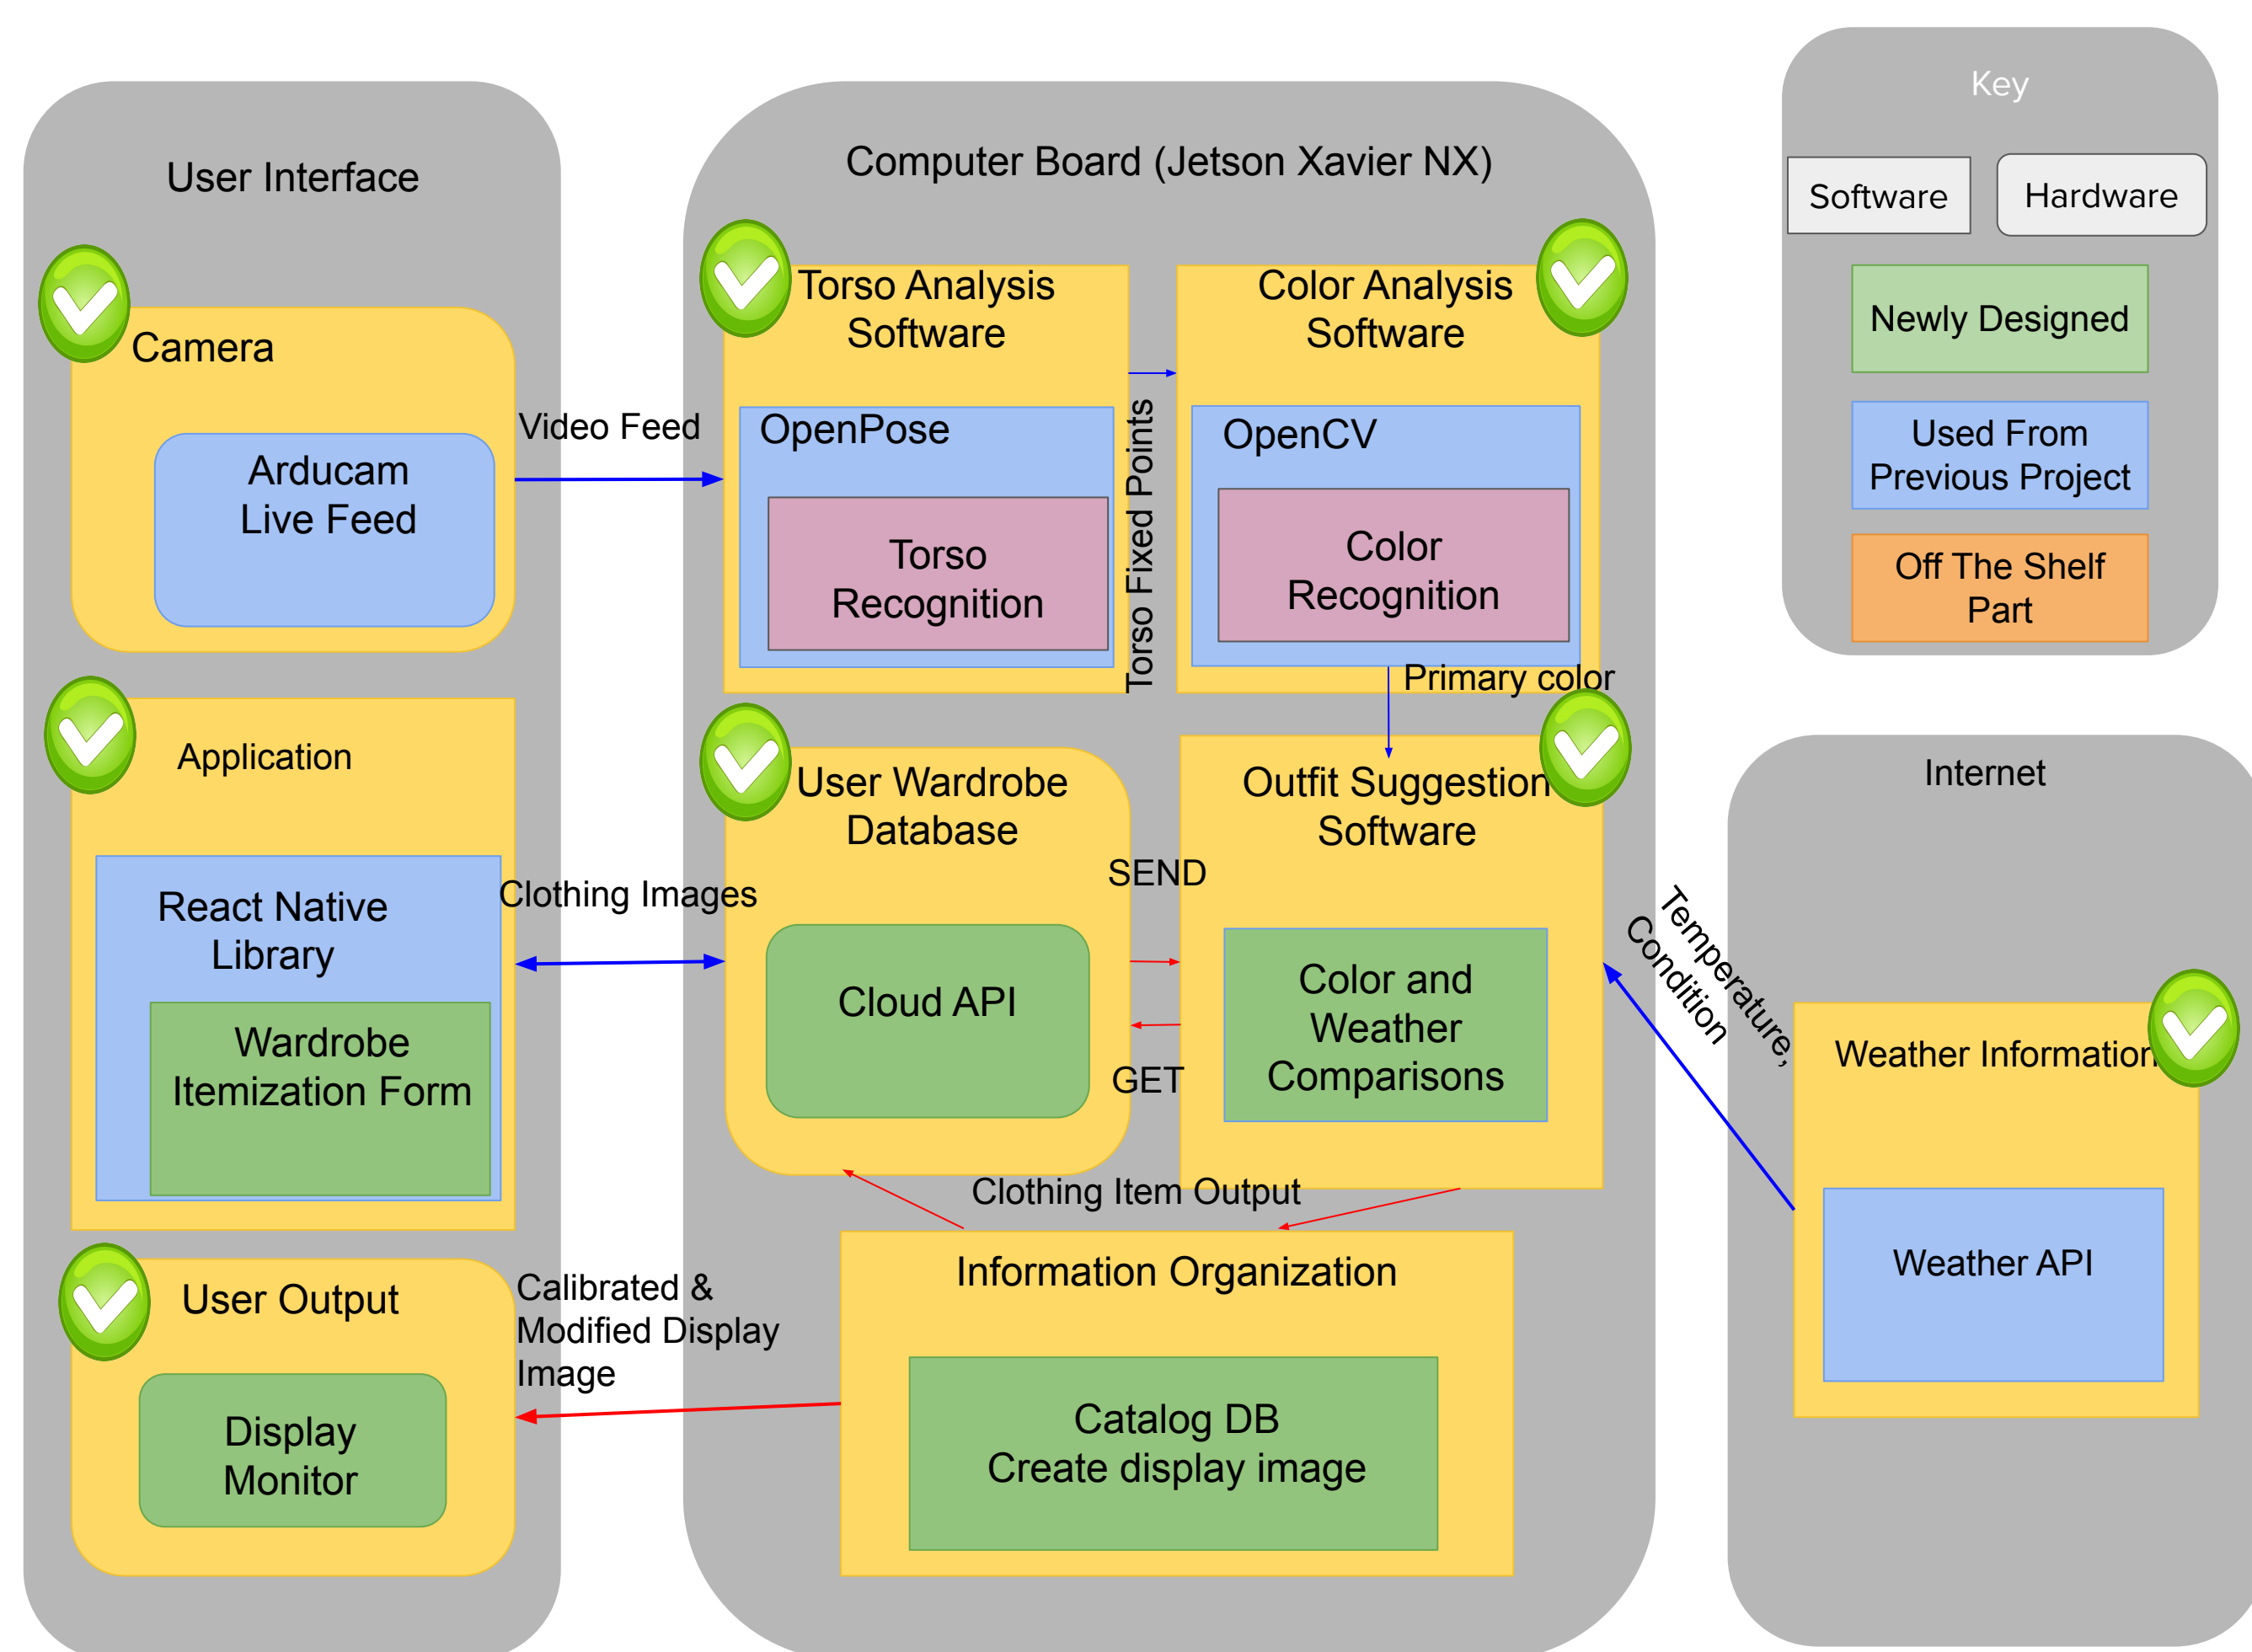 User Interface
Camera
Arducam
Live Feed
Video Feed
Application
React Native
Library
Wardrobe
Itemization Form
Clothing Images
User Output
Display
Monitor
Calibrated &
Modified Display
Image
Computer Board (Jetson Xavier NX)
Torso Analysis
Software
OpenPose
Torso
Recognition
Torso Fixed Points
Color Analysis
Software
OpenCV
Color
Recognition
Primary color
User Wardrobe
Database
Cloud API
SEND
GET
Outfit Suggestion
Software
Color and
Weather
Comparisons
Clothing Item Output
Information Organization
Catalog DB
Create display image
Temperature,
Condition
Key
Software
Hardware
Newly Designed
Used From
Previous Project
Off The Shelf
Part
Internet
Weather Information
Weather API